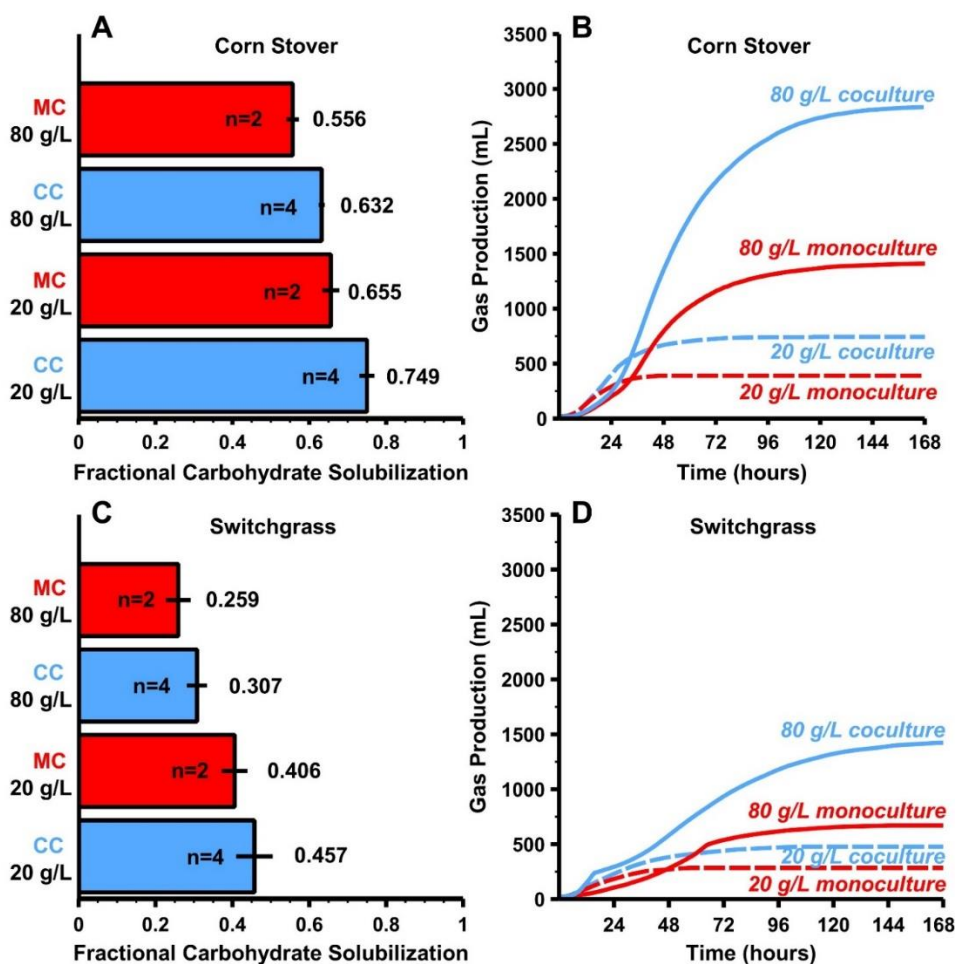 A
Corn Stover
MC
80 g/L
n=2
0.556
CC
80 g/L
n=4
0.632
MC
20 g/L
n=2
0.655
CC
20 g/L
n=4
0.749
0 0.2 0.4 0.6 0.8 1
Fractional Carbohydrate Solubilization
B
Corn Stover
Gas Production (mL)
3500
3000
2500
2000
1500
1000
500
0
80 g/L coculture
80 g/L monoculture
20 g/L coculture
20 g/L monoculture
24 48 72 96 120 144 168
Time (hours)
C
Switchgrass
MC
80 g/L
n=2
0.259
CC
80 g/L
n=4
0.307
MC
20 g/L
n=2
0.406
CC
20 g/L
n=4
0.457
0 0.2 0.4 0.6 0.8 1
Fractional Carbohydrate Solubilization
D
Switchgrass
Gas Production (mL)
3500
3000
2500
2000
1500
1000
500
0
80 g/L coculture
80 g/L monoculture
20 g/L coculture
20 g/L monoculture
24 48 72 96 120 144 168
Time (hours)